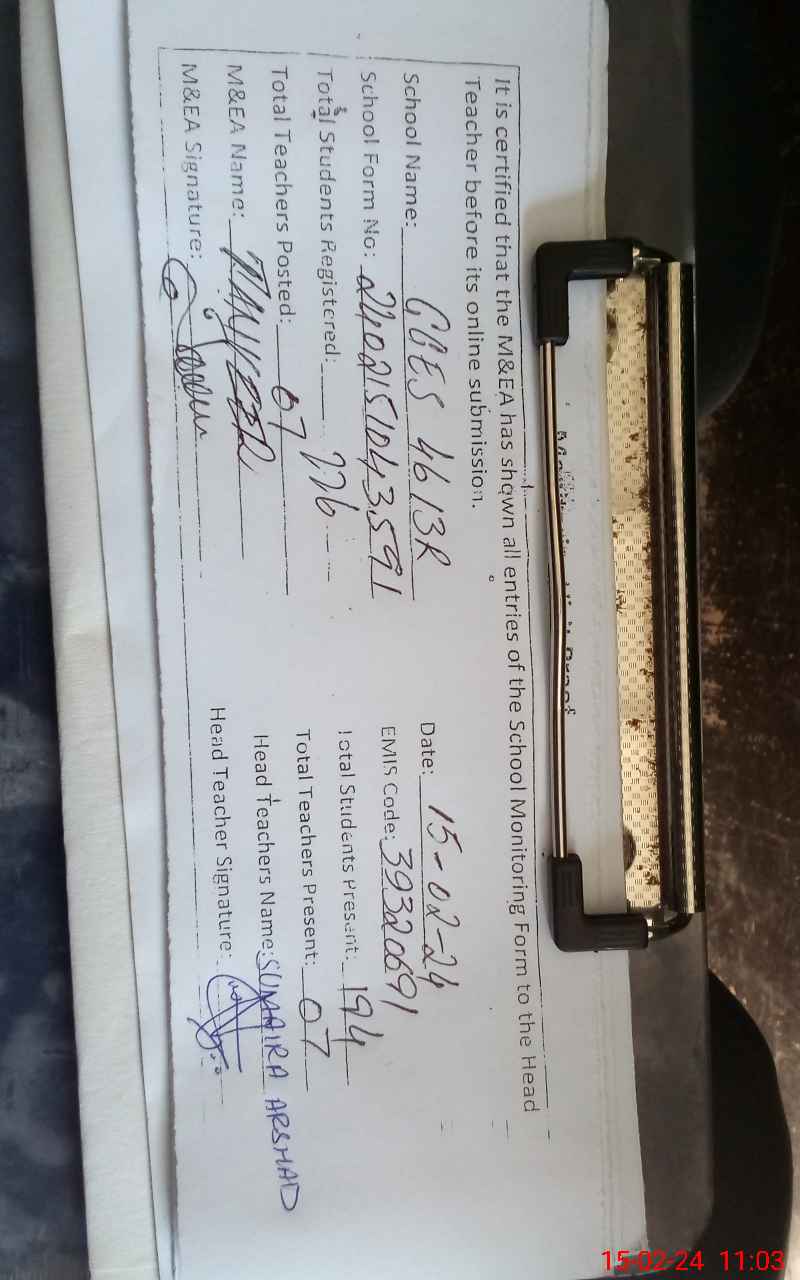 It is certified that the M&EA has shown all entries of the School Monitoring Form to the Head
Teacher before its online submission.
School Name: GGES 46 13R
Date: 15-02-24
School Form No: 2402151043591
EMIS Code: 39320691
Total Students Registered: 226
Total Students Present: 194
Total Teachers Posted: 07
Total Teachers Present: 07
M&EA Name:
Head Teachers Name: SUMAIRA ARSHAD
M&EA Signature:
Head Teacher Signature:
15-02-24 11:03